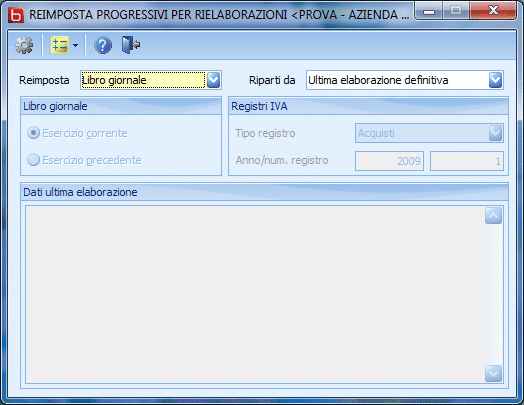 REIMPOSTA PROGRESSIVI PER RIELABORAZIONI <PROVA - AZIENDA ...
Reimposta Libro giornale Riparti da Ultima elaborazione definitiva
Libro giornale Registri IVA
Esercizio corrente Tipo registro Acquisti
Esercizio precedente Anno/num. registro 2009 1
Dati ultima elaborazione